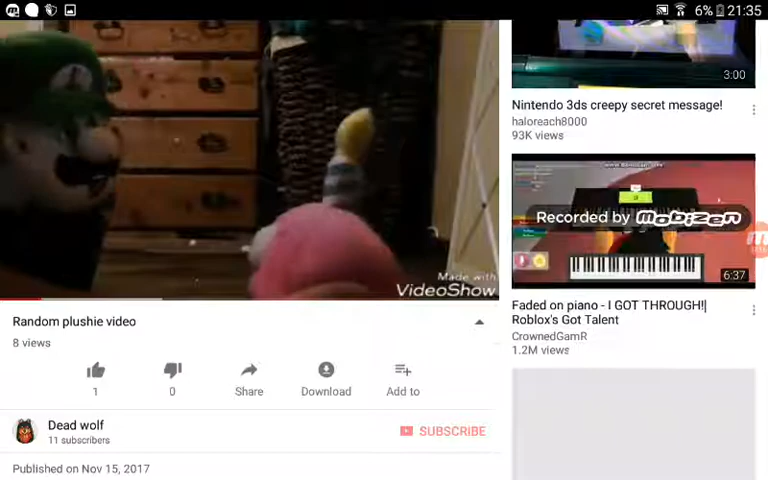 6% 21:35
Made with
VideoShow
Random plushie video
8 views
1
0
Share
Download
Add to
Dead wolf
11 subscribers
SUBSCRIBE
Published on Nov 15, 2017
3:00
Nintendo 3ds creepy secret message!
haloreach8000
93K views
Recorded by mobizen
6:37
Faded on piano - I GOT THROUGH!|
Roblox's Got Talent
CrownedGamR
1.2M views